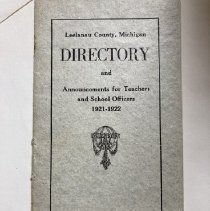 Leelanau County, Michigan
DIRECTORY
and
Announcements for Teachers
and School Officers
1921-1922